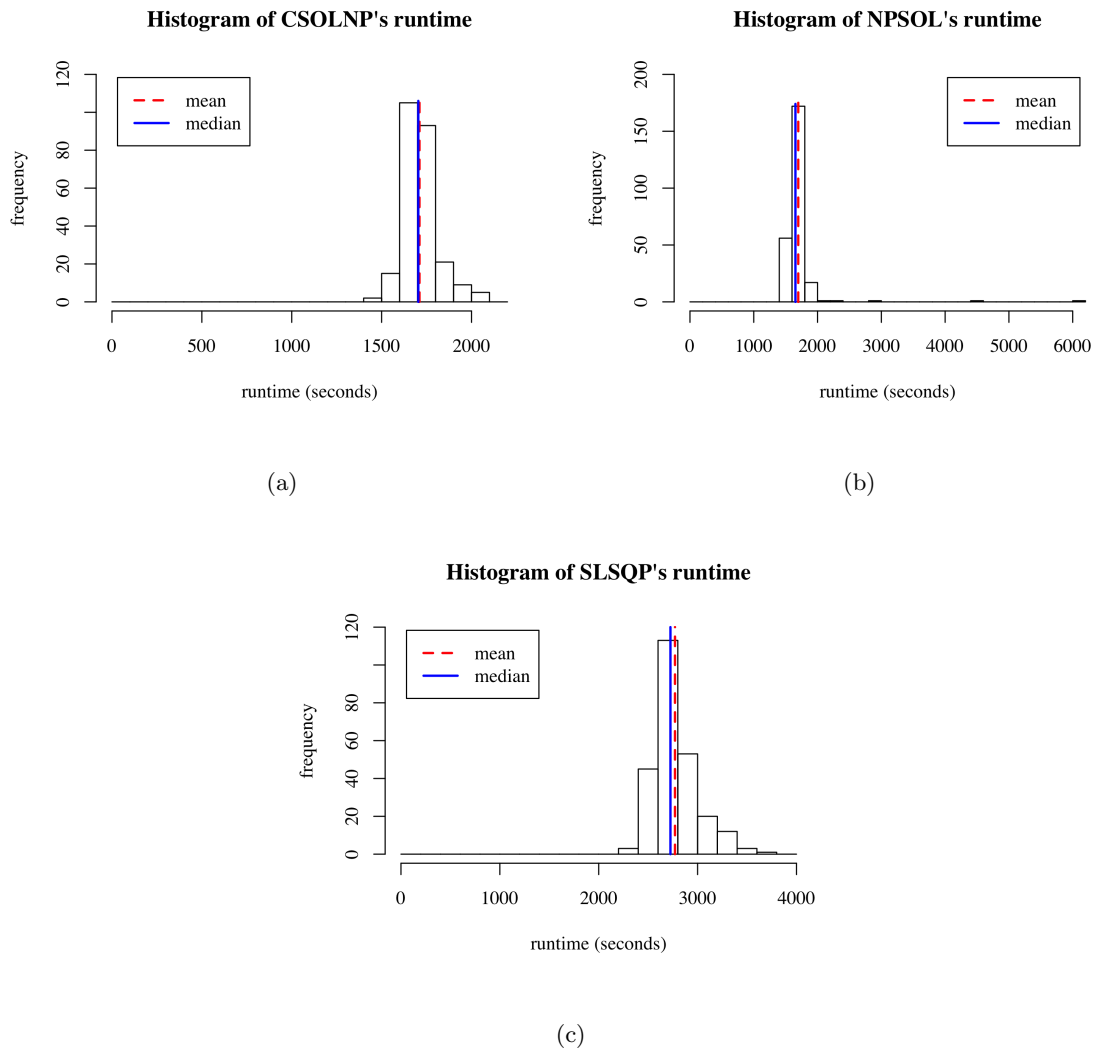 Histogram of CSOLNP's runtime
120
80
60
40
20
0
frequency
mean
median
0 500 1000 1500 2000
runtime (seconds)
(a)
Histogram of NPSOL's runtime
200
150
100
50
0
frequency
mean
median
0 1000 2000 3000 4000 5000 6000
runtime (seconds)
(b)
Histogram of SLSQP's runtime
120
80
60
40
20
0
frequency
mean
median
0 1000 2000 3000 4000
runtime (seconds)
(c)